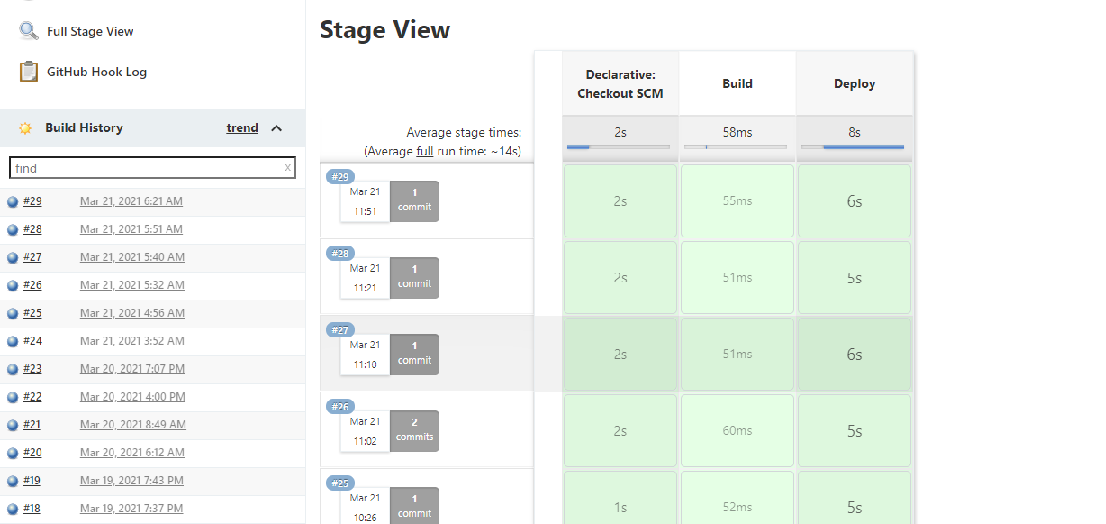 Full Stage View
GitHub Hook Log
Build History trend
find x
#29 Mar 21, 2021 6:21 AM
#28 Mar 21, 2021 5:51 AM
#27 Mar 21, 2021 5:40 AM
#26 Mar 21, 2021 5:32 AM
#25 Mar 21, 2021 4:56 AM
#24 Mar 21, 2021 3:52 AM
#23 Mar 20, 2021 7:07 PM
#22 Mar 20, 2021 4:00 PM
#21 Mar 20, 2021 8:49 AM
#20 Mar 20, 2021 6:12 AM
#19 Mar 19, 2021 7:43 PM
#18 Mar 19, 2021 7:37 PM
Stage View
Declarative:
Checkout SCM
Build
Deploy
Average stage times:
(Average full run time: ~14s)
2s 58ms 8s
#29
Mar 21
11:51
1
commit
2s 55ms 6s
#28
Mar 21
11:21
1
commit
2s 51ms 5s
#27
Mar 21
11:10
1
commit
2s 51ms 6s
#26
Mar 21
11:02
2
commits
2s 60ms 5s
#25
Mar 21
10:26
1
commit
1s 52ms 5s